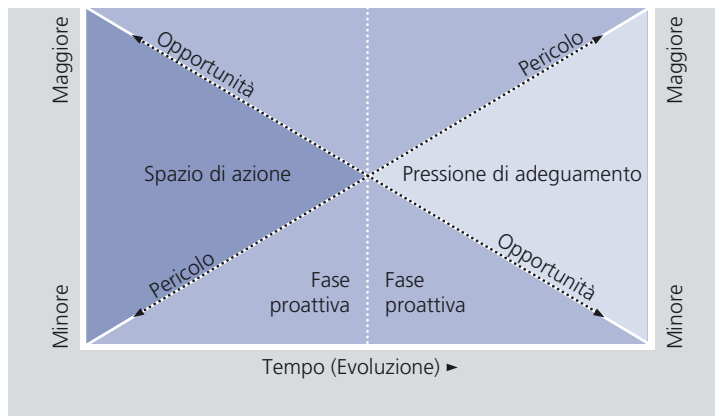 Maggiore
Opportunità
Pericolo
Maggiore
Spazio di azione
Pressione di adeguamento
Pericolo
Opportunità
Minore
Fase
proattiva
Fase
proattiva
Minore
Tempo (Evoluzione) ►